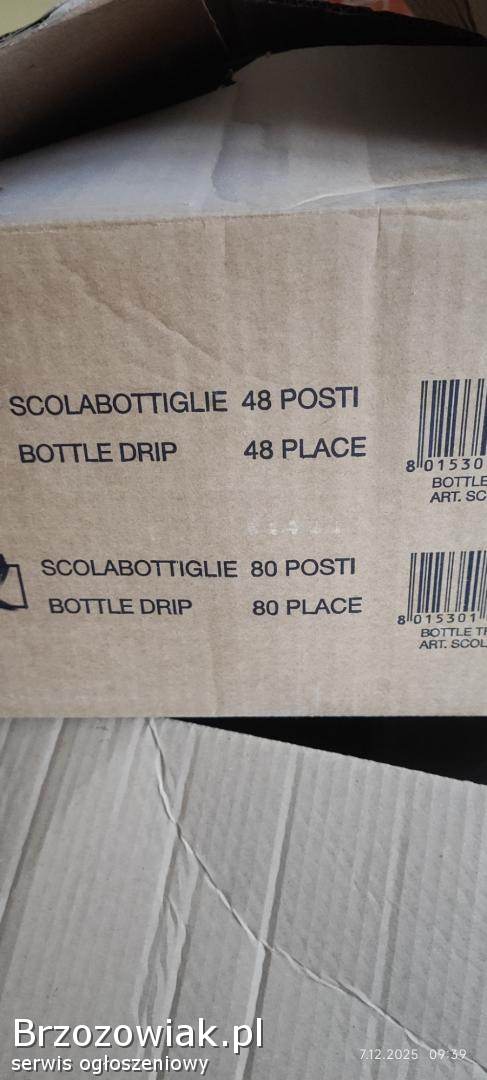 SCOLABOTTIGLIE 48 POSTI
BOTTLE DRIP 48 PLACE
8 01530
BOTTLE
ART. SC
SCOLABOTTIGLIE 80 POSTI
BOTTLE DRIP 80 PLACE
8 015301
BOTTLE
ART. SCOL
Brzozowiak.pl
serwis ogłoszeniowy
7.12.2025 09:39